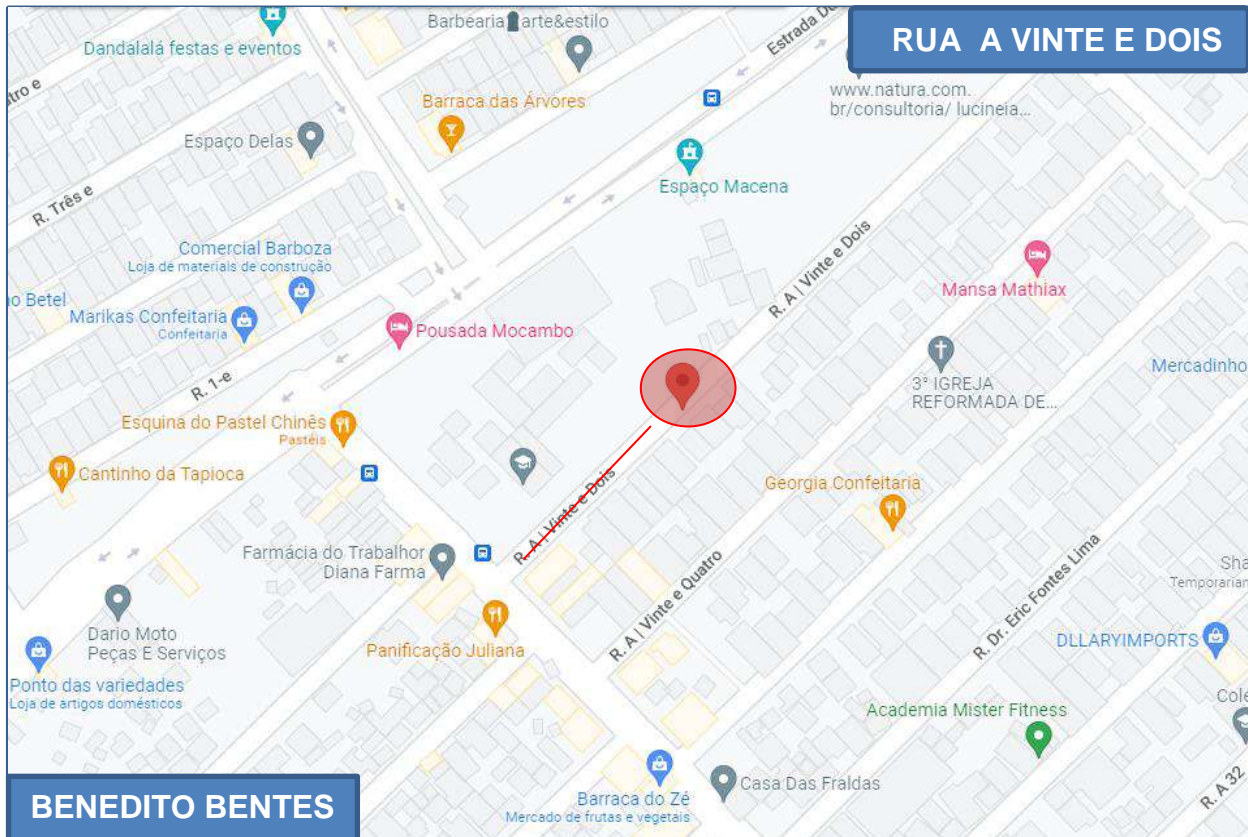 RUA A VINTE E DOIS
BENEDITO BENTES
Dandalalá festas e eventos
Barbearia arte&estilo
Estrada Do
www.natura.com.
br/consultoria/ lucineia...
tro e
Barraca das Árvores
Espaço Delas
Espaço Macena
R. Três e
Comercial Barboza
Loja de materiais de construção
R. A | Vinte e Dois
Mansa Mathiax
o Betel
Marikas Confeitaria
Confeitaria
Pousada Mocambo
3° IGREJA
REFORMADA DE...
Mercadinho
R. 1-e
Esquina do Pastel Chinês
Pastéis
Cantinho da Tapioca
Georgia Confeitaria
R. A | Vinte e Dois
Farmácia do Trabalhor
Diana Farma
R. A | Vinte e Quatro
R. Dr. Eric Fontes Lima
Sha
Temporarian
Dario Moto
Peças E Serviços
Panificação Juliana
DLLARYIMPORTS
Ponto das variedades
Loja de artigos domésticos
Cole
Academia Mister Fitness
Casa Das Fraldas
R. A 32
Barraca do Zé
Mercado de frutas e vegetais